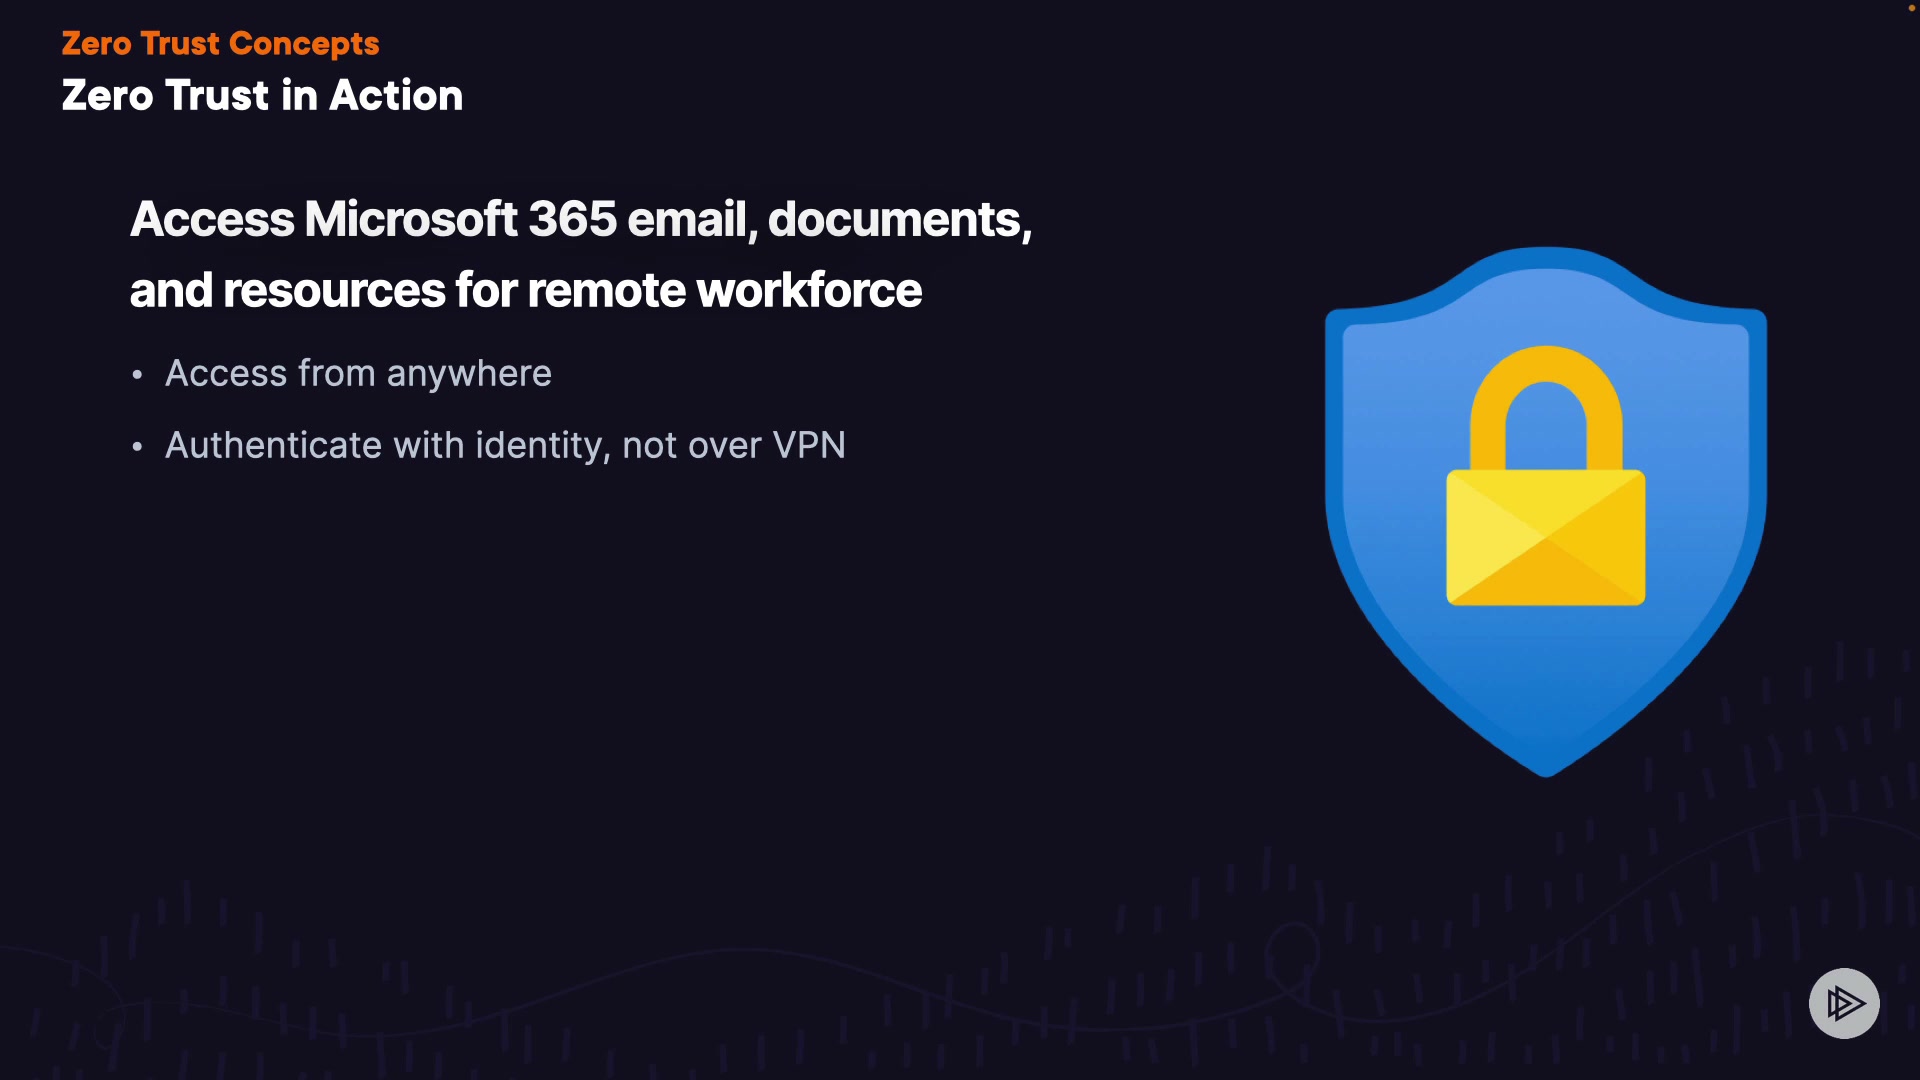 Zero Trust Concepts
Zero Trust in Action
Access Microsoft 365 email, documents,
and resources for remote workforce
• Access from anywhere
• Authenticate with identity, not over VPN